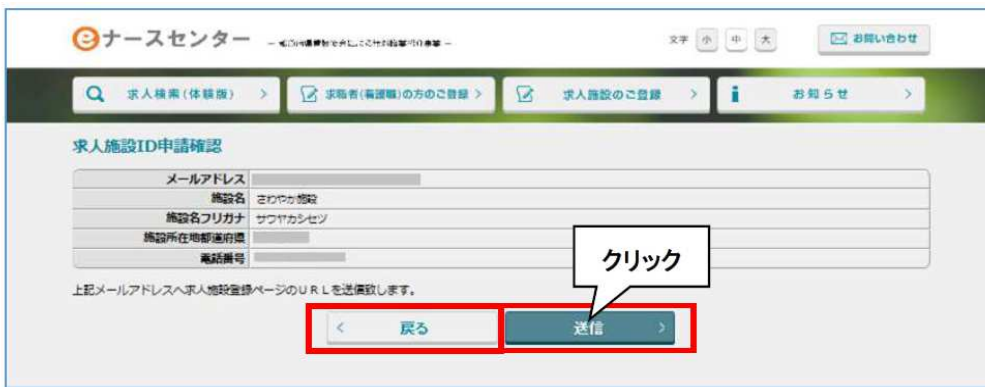 eナースセンター
文字 小 中 大
お問い合わせ
求人検索(体験版) >
求職者(看護職)の方のご登録 >
求人施設のご登録 >
i お知らせ >
求人施設ID申請確認
メールアドレス
施設名 さわやか施設
施設名フリガナ サワヤカシセツ
施設所在地都道府県
電話番号
クリック
上記メールアドレスへ求人施設登録ページのURLを送信致します。
< 戻る
送信 >